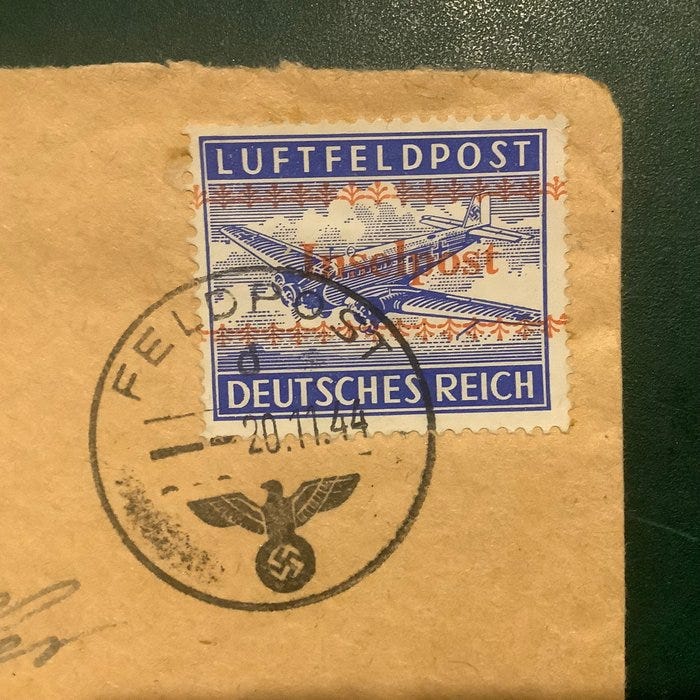 LUFTFELDPOST
Inselpost
DEUTSCHES REICH
FELDPOST
d
20.11.44